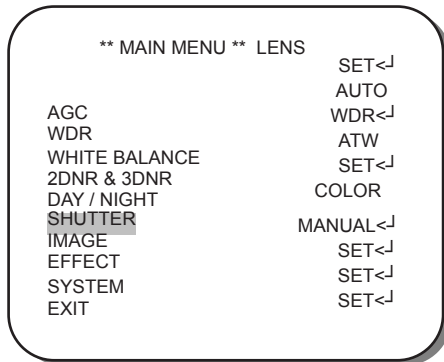 ** MAIN MENU ** LENS
SET<┘
AUTO
AGC WDR<┘
WDR ATW
WHITE BALANCE SET<┘
2DNR & 3DNR COLOR
DAY / NIGHT
SHUTTER MANUAL<┘
IMAGE SET<┘
EFFECT SET<┘
SYSTEM SET<┘
EXIT